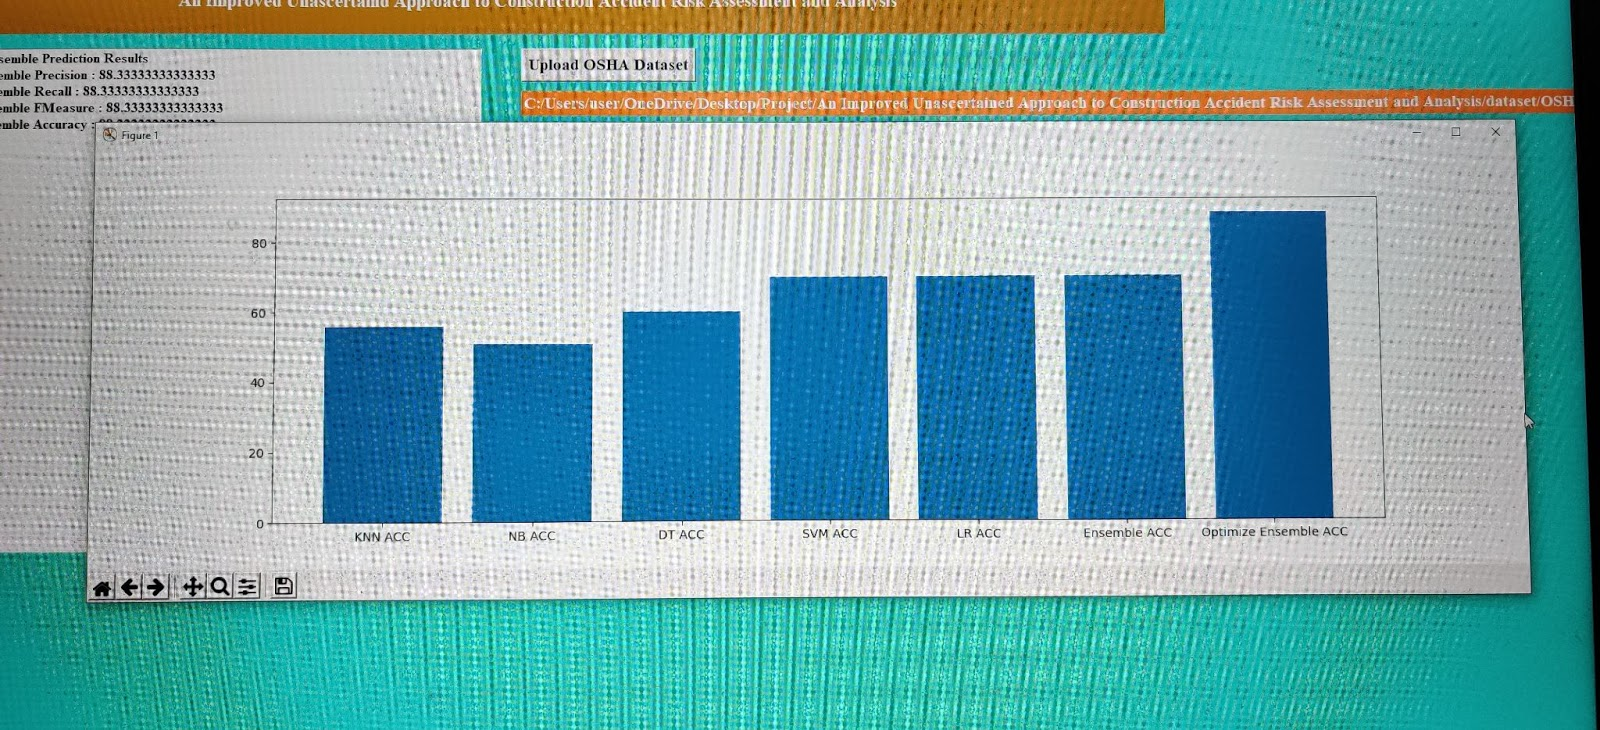 An Improved Unascertaind Approach to Construction Accident Risk Assessment and Analysis
semble Prediction Results
emble Precision : 88.33333333333333
emble Recall : 88.33333333333333
emble FMeasure : 88.33333333333333
emble Accuracy :
Upload OSHA Dataset
C:/Users/user/OneDrive/Desktop/Project/An Improved Unascertained Approach to Construction Accident Risk Assessment and Analysis/dataset/OSH
Figure 1
80
60
40
20
0
KNN ACC NB ACC DT ACC SVM ACC LR ACC Ensemble ACC Optimize Ensemble ACC